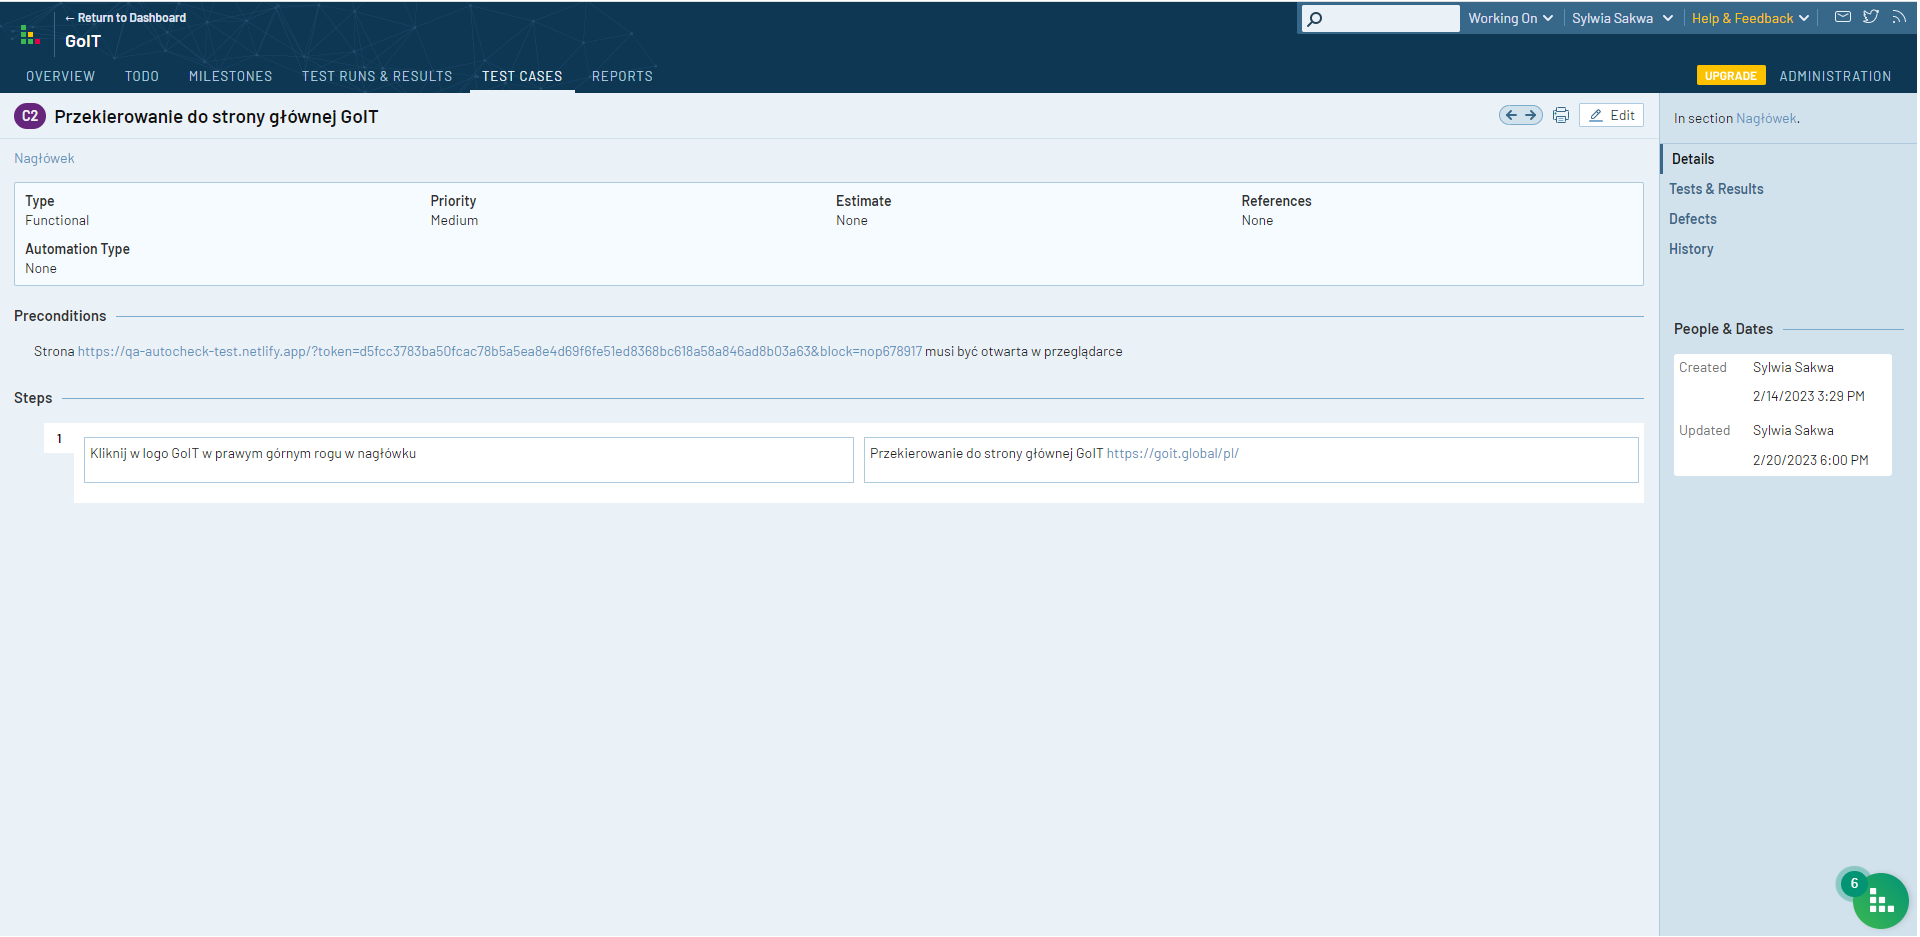 ← Return to Dashboard
GoIT
Working On
Sylwia Sakwa
Help & Feedback
OVERVIEW TODO MILESTONES TEST RUNS & RESULTS TEST CASES REPORTS
UPGRADE ADMINISTRATION
C2 Przekierowanie do strony głównej GoIT
Edit
Nagłówek
Type Priority Estimate References
Functional Medium None None
Automation Type
None
Preconditions
Strona https://qa-autocheck-test.netlify.app/?token=d5fcc3783ba50fcac78b5a5ea8e4d69f6fe51ed8368bc618a58a846ad8b03a63&block=nop678917 musi być otwarta w przeglądarce
Steps
1
Kliknij w logo GoIT w prawym górnym rogu w nagłówku
Przekierowanie do strony głównej GoIT https://goit.global/pl/
In section Nagłówek.
Details
Tests & Results
Defects
History
People & Dates
Created Sylwia Sakwa
2/14/2023 3:29 PM
Updated Sylwia Sakwa
2/20/2023 6:00 PM
6